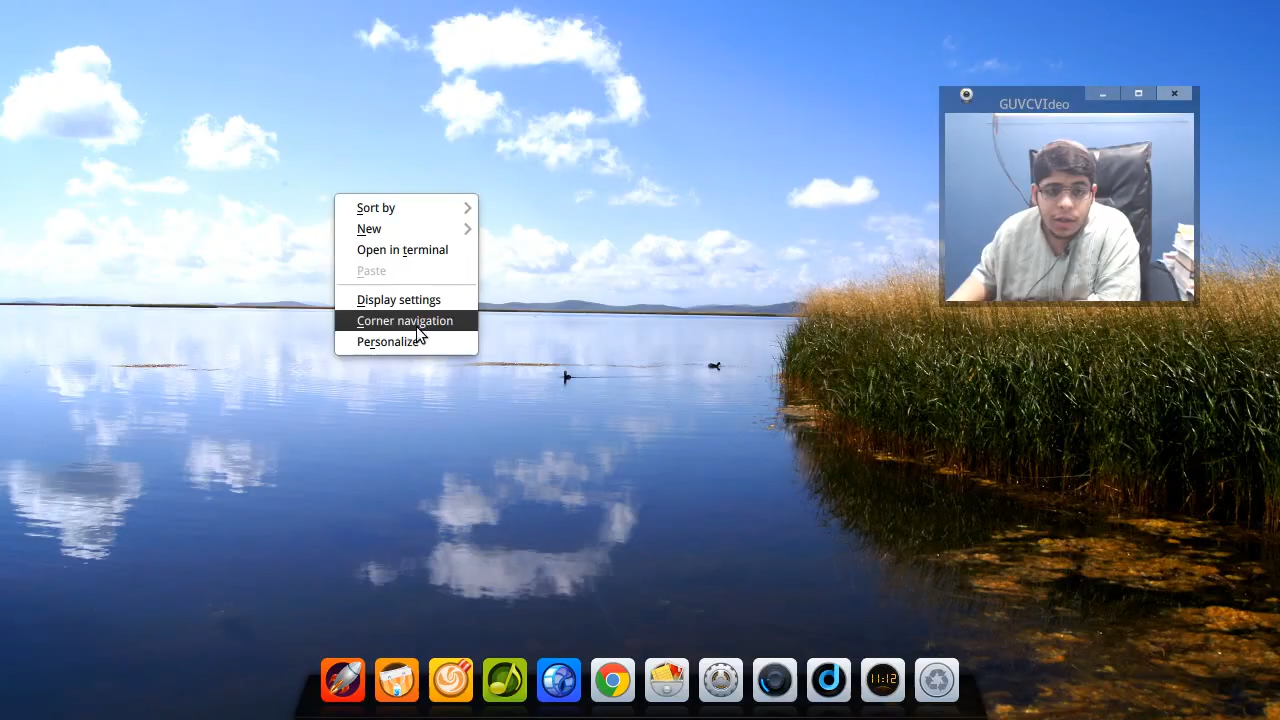 GUVCVIdeo
Sort by
New
Open in terminal
Paste
Display settings
Corner navigation
Personalize
11:12